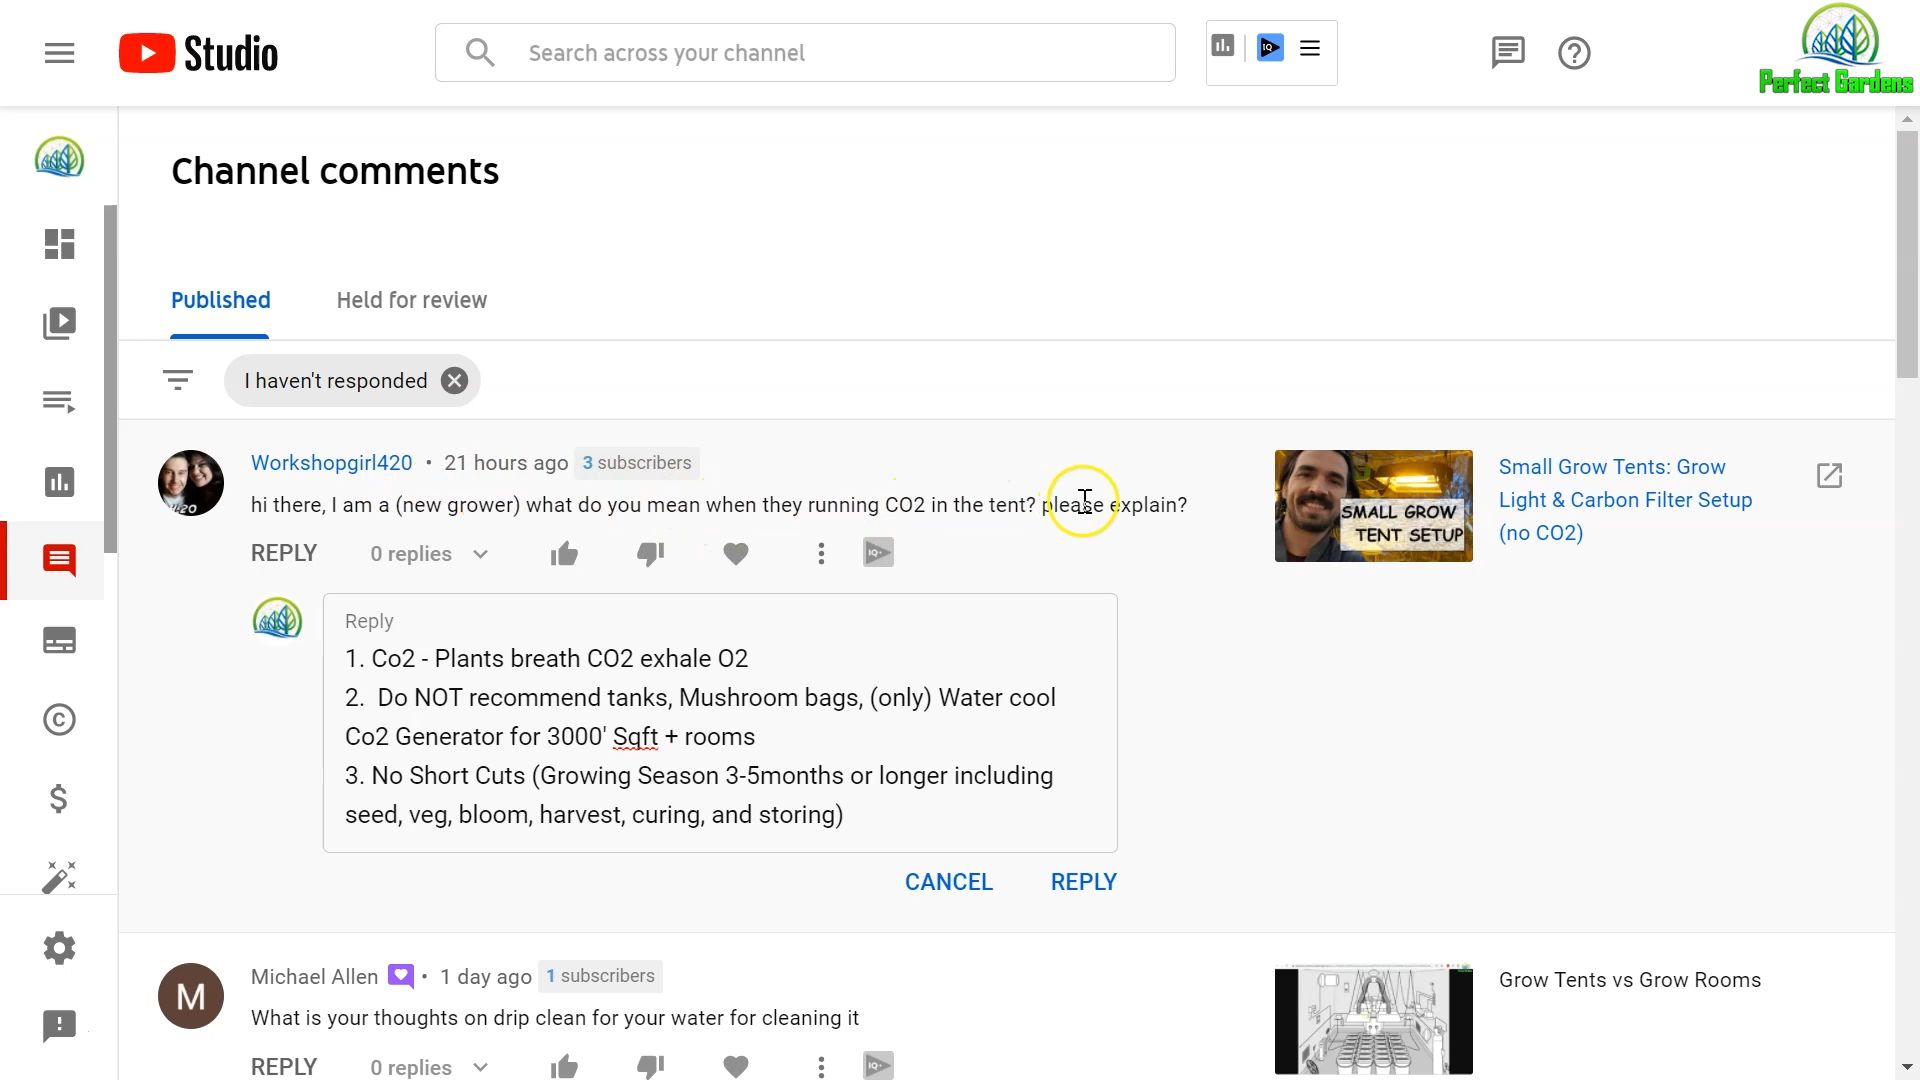 Studio
Search across your channel
IQ
Perfect Gardens
Channel comments
Published
Held for review
I haven't responded
Workshopgirl420 • 21 hours ago 3 subscribers
hi there, I am a (new grower) what do you mean when they running CO2 in the tent? please explain?
REPLY 0 replies
IQ
SMALL GROW
TENT SETUP
Small Grow Tents: Grow
Light & Carbon Filter Setup
(no CO2)
Reply
1. Co2 - Plants breath CO2 exhale O2
2.  Do NOT recommend tanks, Mushroom bags, (only) Water cool
Co2 Generator for 3000' Sqft + rooms
3. No Short Cuts (Growing Season 3-5months or longer including
seed, veg, bloom, harvest, curing, and storing)
CANCEL REPLY
M
Michael Allen • 1 day ago 1 subscribers
What is your thoughts on drip clean for your water for cleaning it
REPLY 0 replies
IQ
Grow Tents vs Grow Rooms